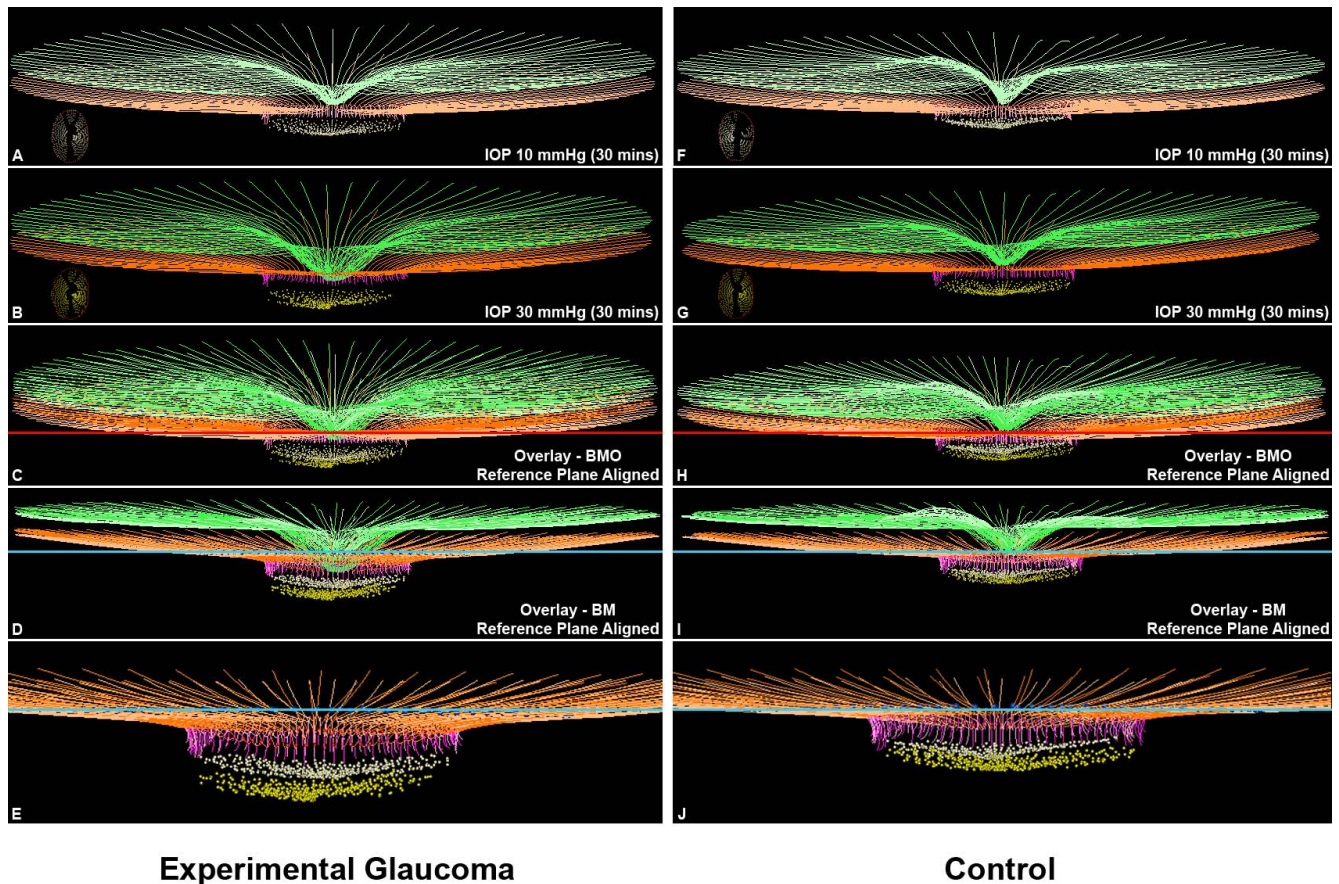 A
IOP 10 mmHg (30 mins)
B
IOP 30 mmHg (30 mins)
C
Overlay - BMO
Reference Plane Aligned
D
Overlay - BM
Reference Plane Aligned
E
Experimental Glaucoma
F
IOP 10 mmHg (30 mins)
G
IOP 30 mmHg (30 mins)
H
Overlay - BMO
Reference Plane Aligned
I
Overlay - BM
Reference Plane Aligned
J
Control